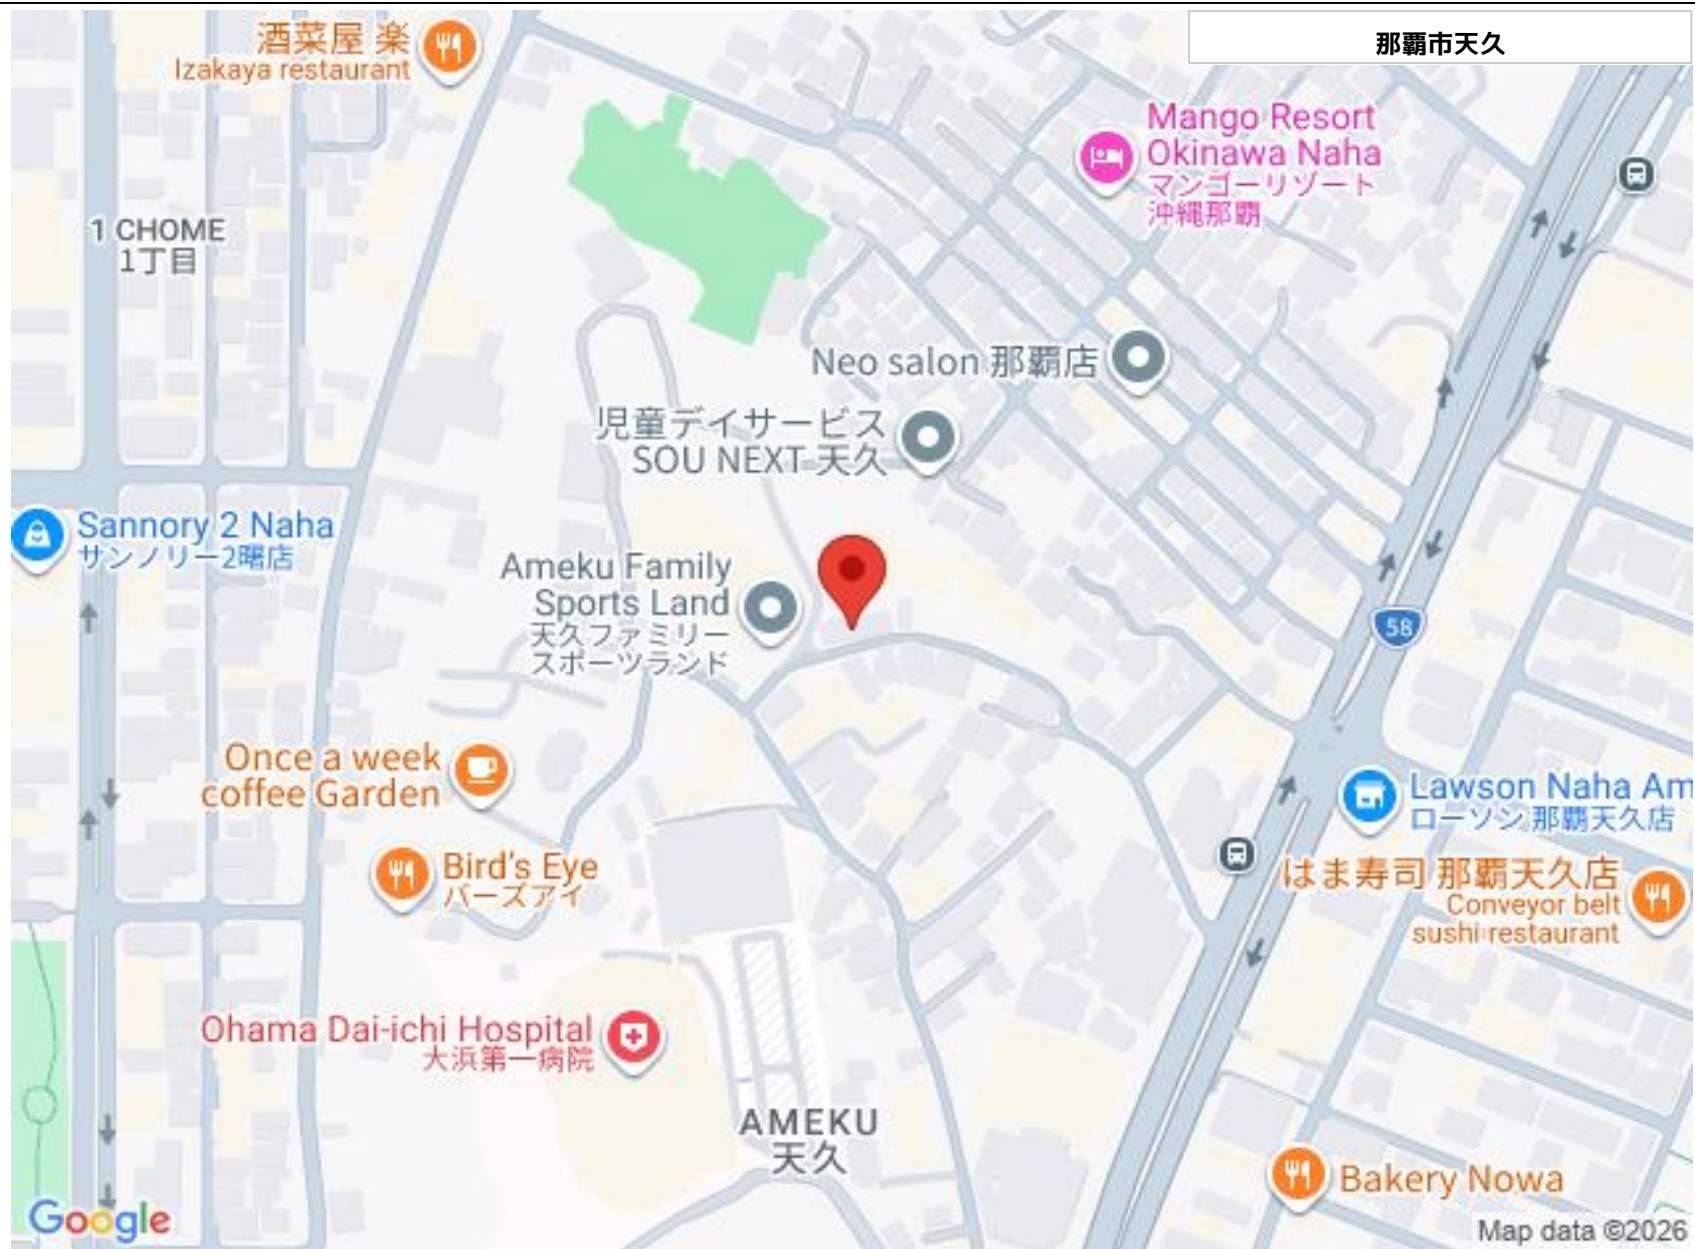 那覇市天久
酒菜屋 楽
Izakaya restaurant
Mango Resort
Okinawa Naha
マンゴーリゾート
沖縄那覇
1 CHOME
1丁目
Neo salon 那覇店
児童デイサービス
SOU NEXT 天久
Sannory 2 Naha
サンノリー2曙店
Ameku Family
Sports Land
天久ファミリー
スポーツランド
58
Once a week
coffee Garden
Lawson Naha Am
ローソン 那覇天久店
Bird's Eye
バーズアイ
はま寿司 那覇天久店
Conveyor belt
sushi restaurant
Ohama Dai-ichi Hospital
大浜第一病院
AMEKU
天久
Bakery Nowa
Google
Map data ©2026